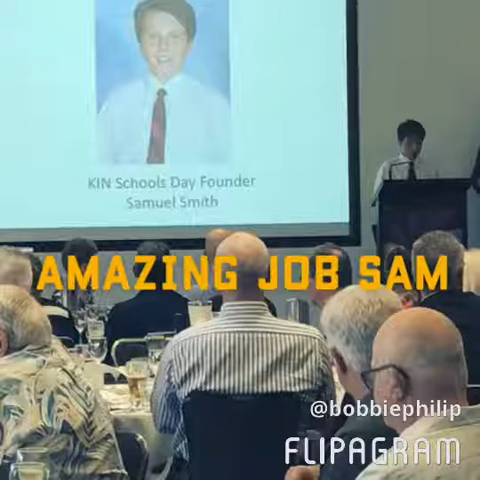 KIN Schools Day Founder
Samuel Smith
AMAZING JOB SAM
@bobbiephilip
FLIPAGRAM